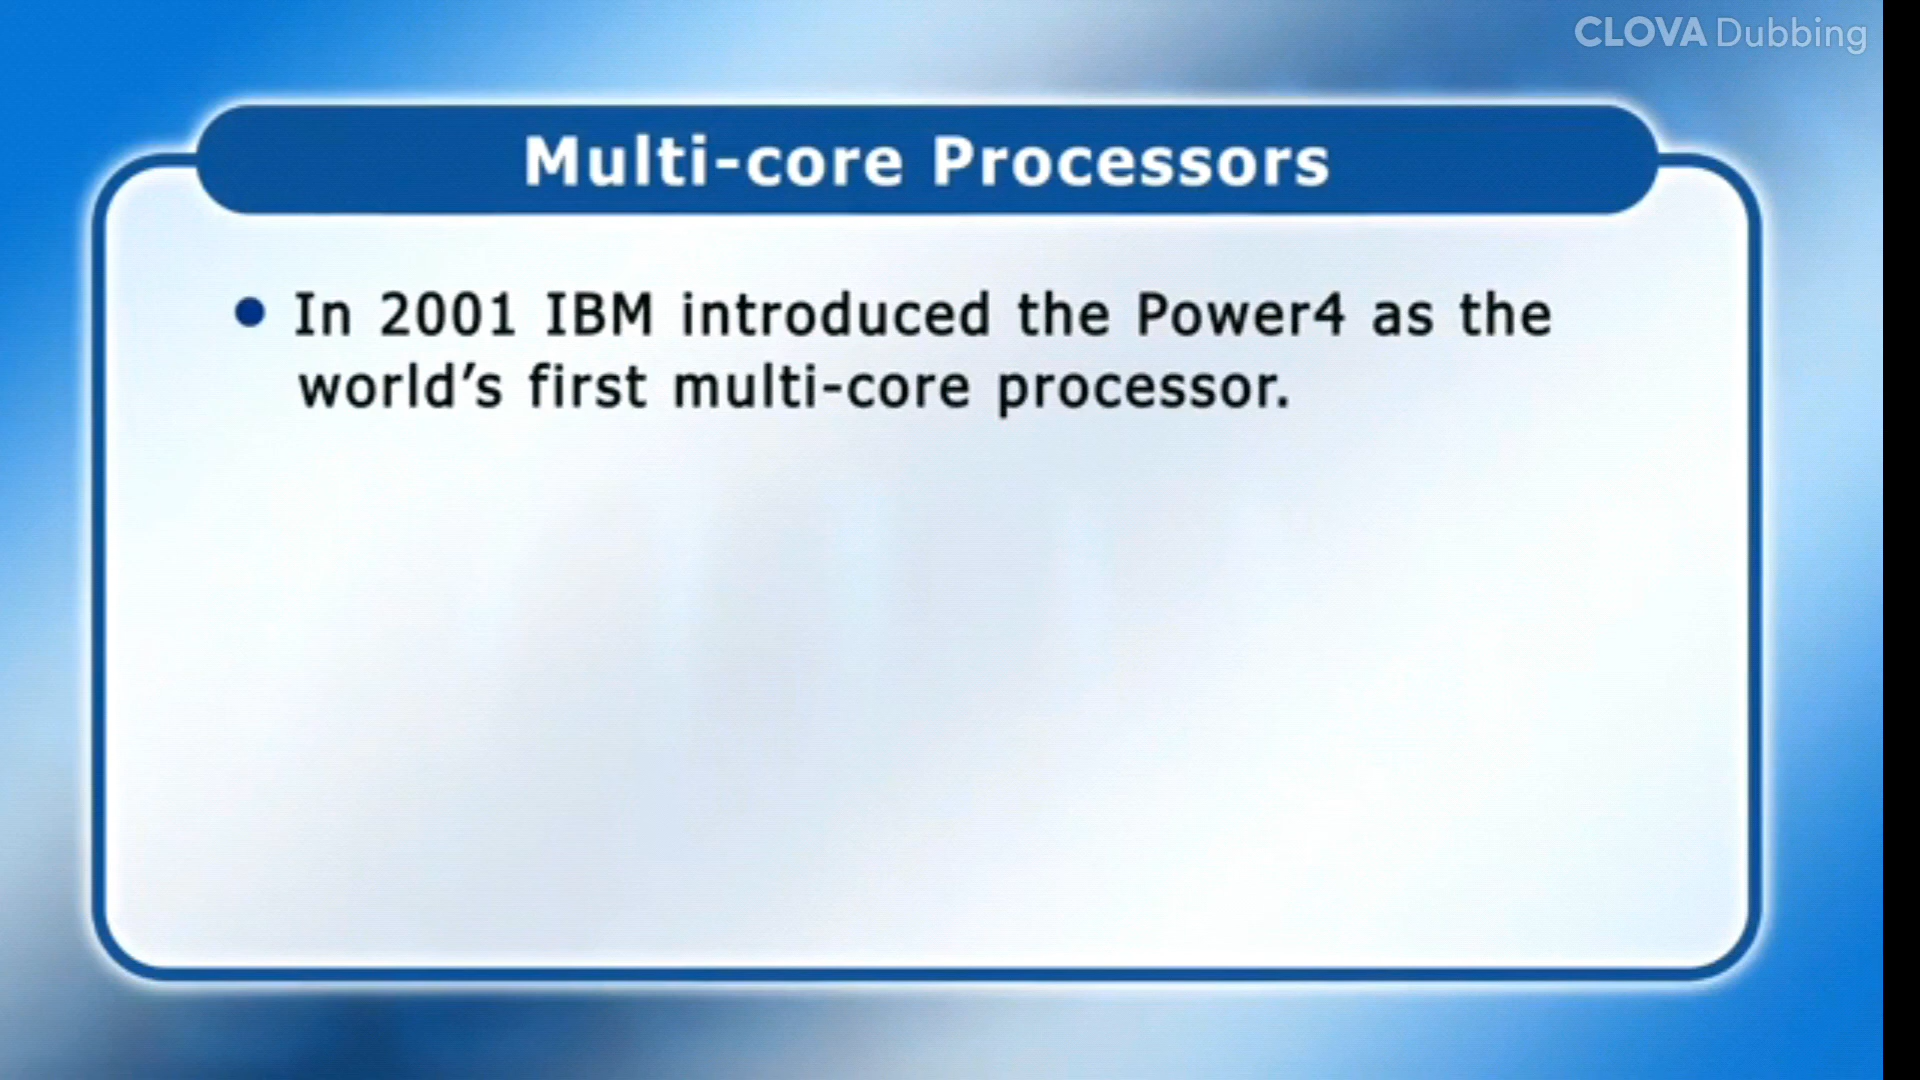 CLOVA Dubbing
Multi-core Processors
• In 2001 IBM introduced the Power4 as the
world’s first multi-core processor.